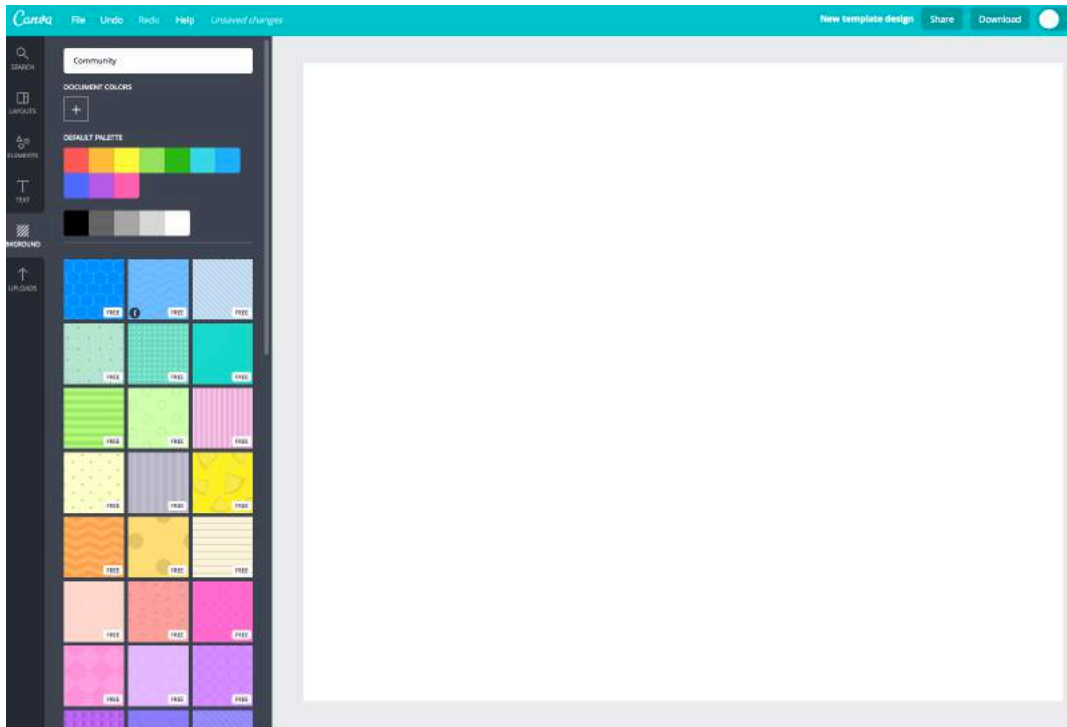 Canva File Undo Redo Help Unsaved changes New template design Share Download
SEARCH
LAYOUTS
ELEMENTS
TEXT
BKGROUND
UPLOADS
Community
DOCUMENT COLORS
+
DEFAULT PALETTE
FREE f FREE FREE
FREE FREE FREE
FREE FREE FREE
FREE FREE FREE
FREE FREE FREE
FREE FREE FREE
FREE FREE FREE